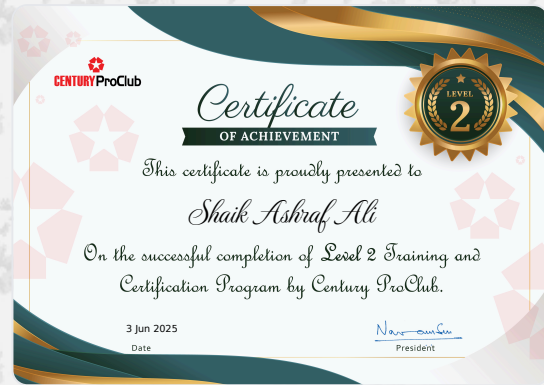 CENTURY ProClub
LEVEL
2
Certificate
OF ACHIEVEMENT
This certificate is proudly presented to
Shaik Ashraf Ali
On the successful completion of Level 2 Training and
Certification Program by Century ProClub.
3 Jun 2025
Date
President